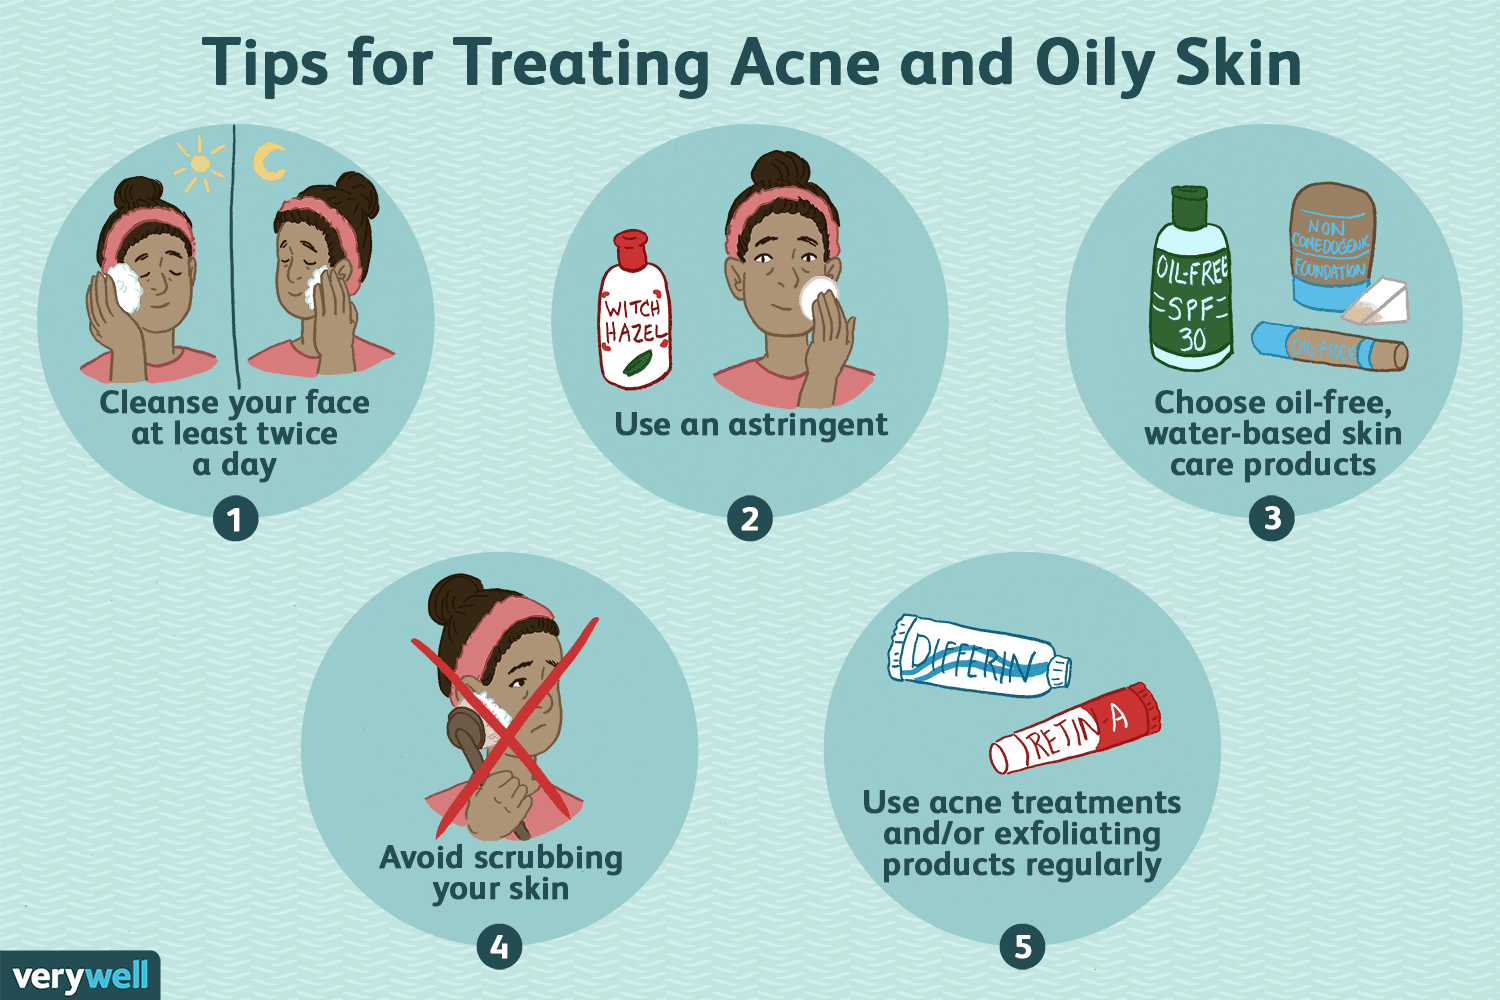 Tips for Treating Acne and Oily Skin
WITCH
HAZEL
OIL-FREE
SPF
30
NON
COMEDOGENIC
FOUNDATION
OIL-FREE
Cleanse your face
at least twice
a day
Use an astringent
Choose oil-free,
water-based skin
care products
1
2
3
DIFFERIN
RETIN-A
Avoid scrubbing
your skin
Use acne treatments
and/or exfoliating
products regularly
4
5
verywell